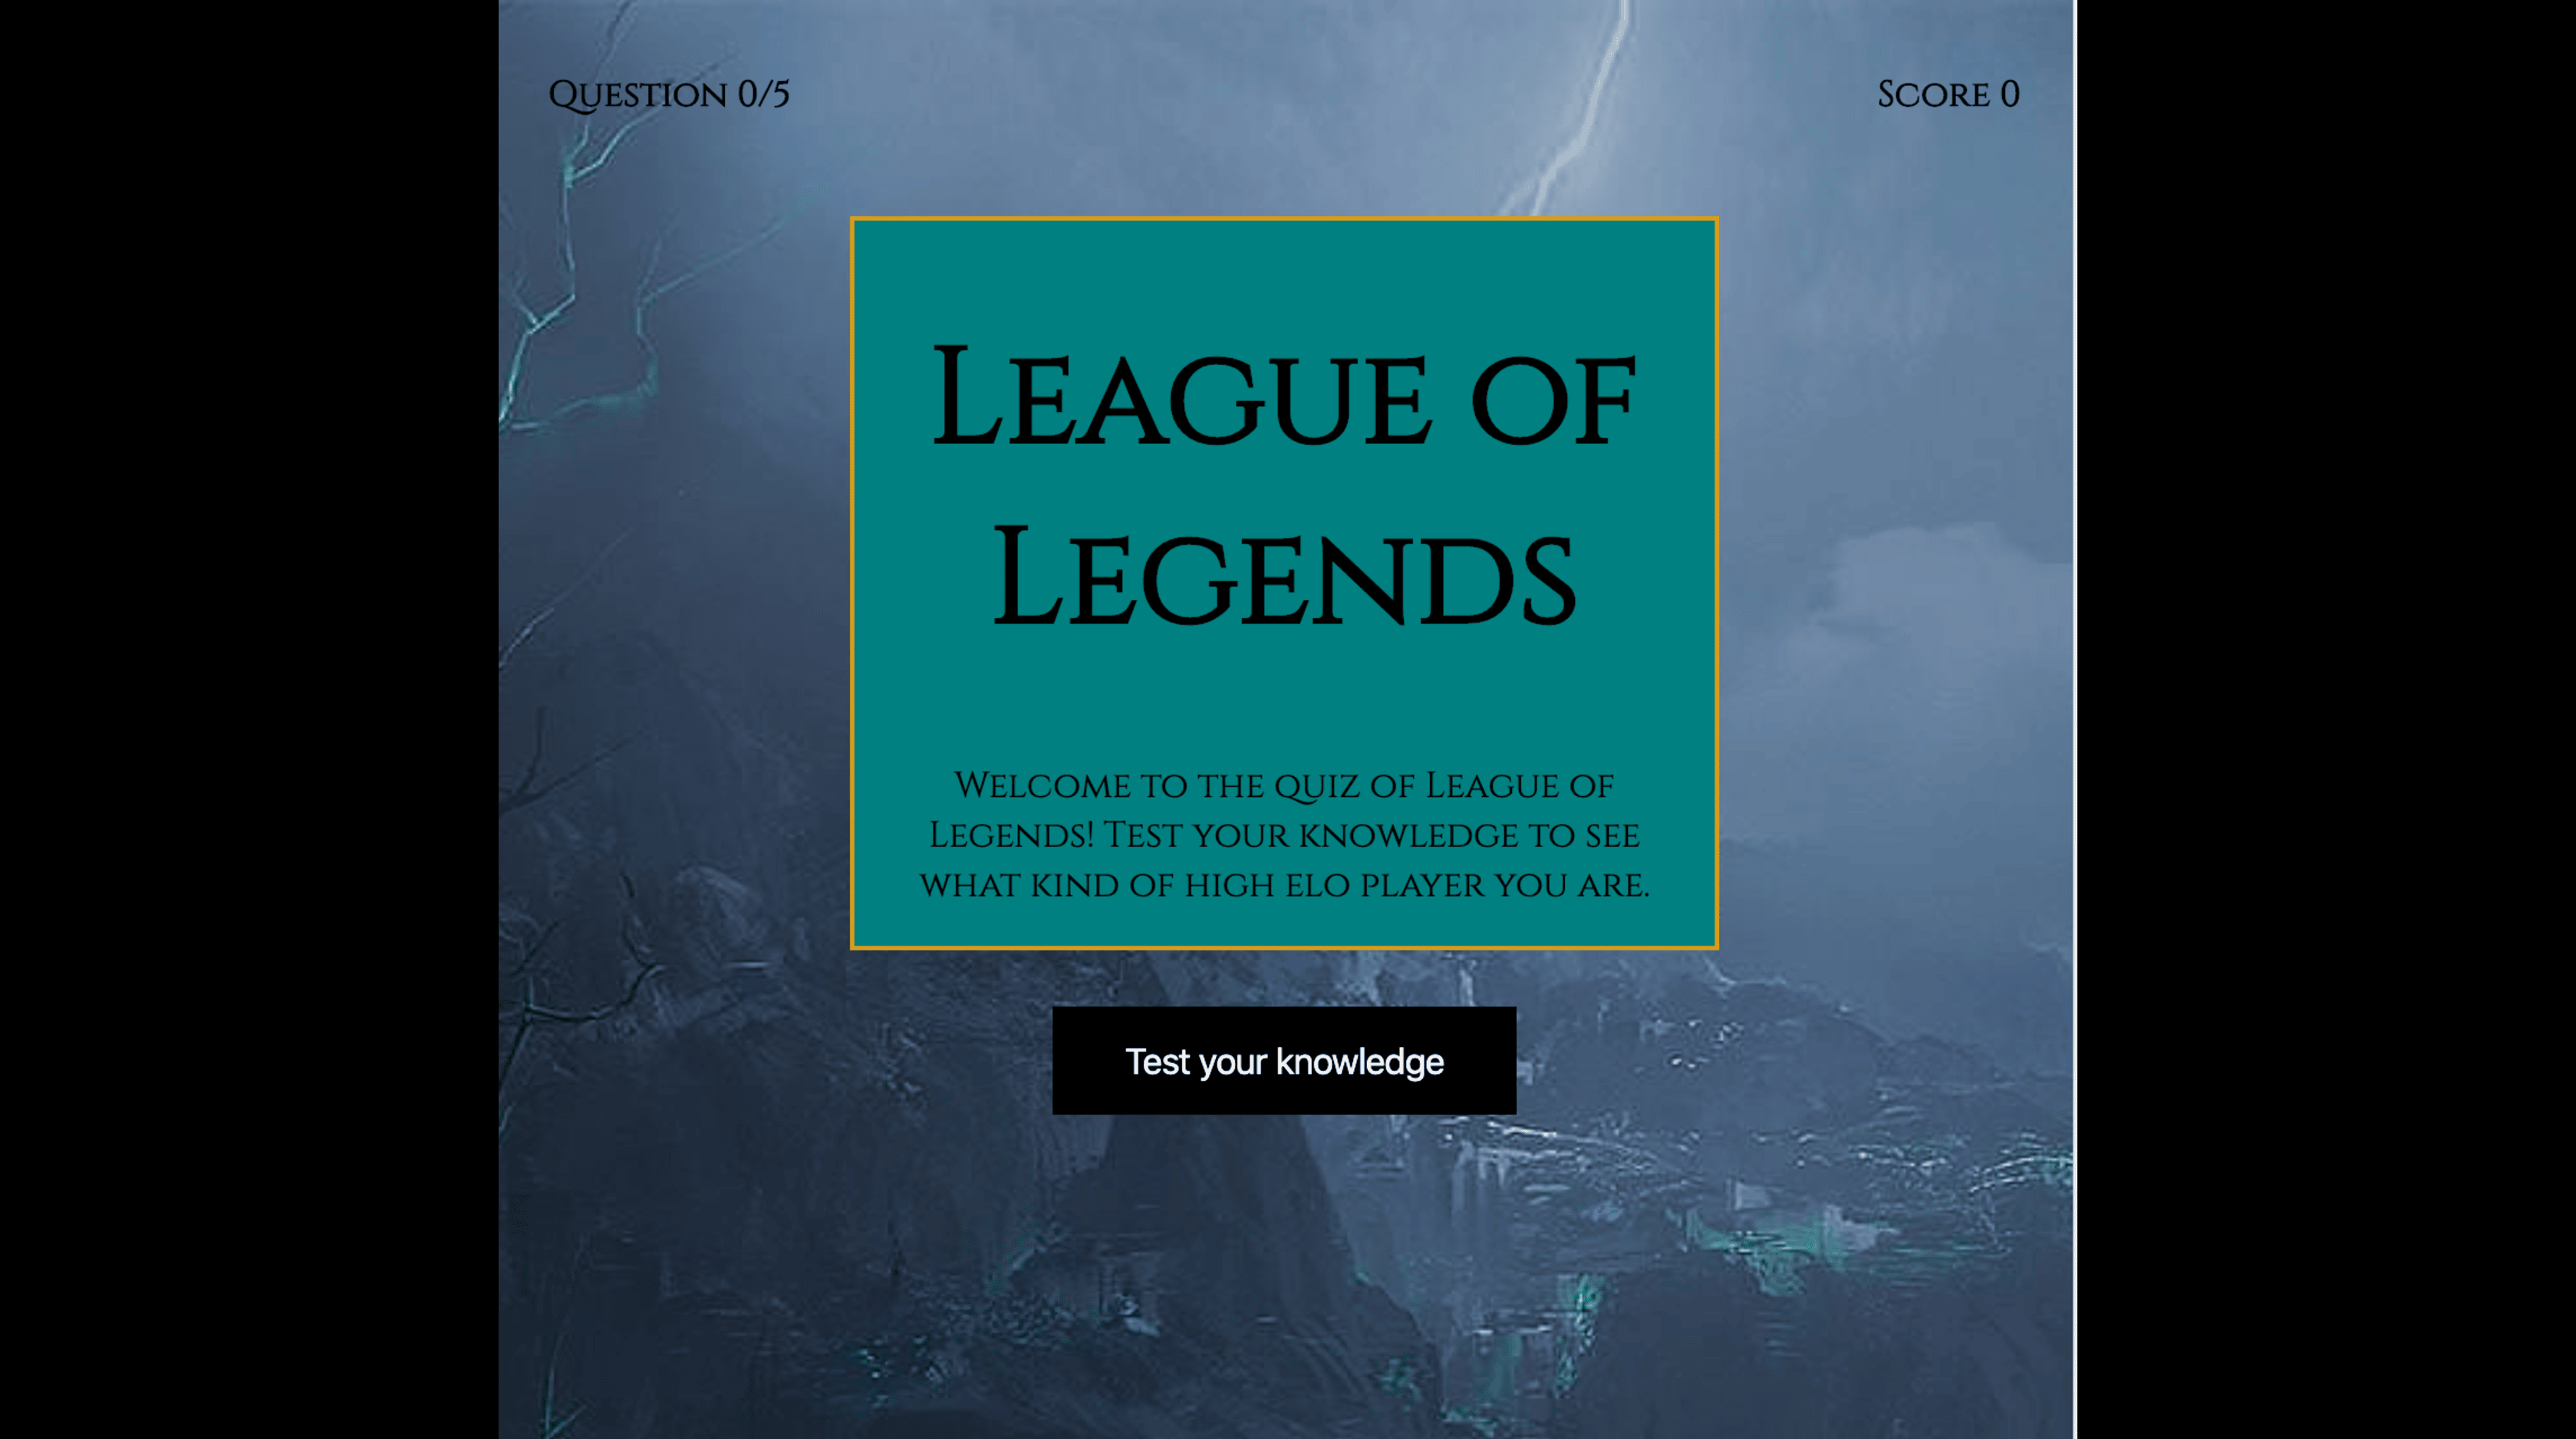 Question 0/5
Score 0
League of
Legends
Welcome to the quiz of League of
Legends! Test your knowledge to see
what kind of high elo player you are.
Test your knowledge